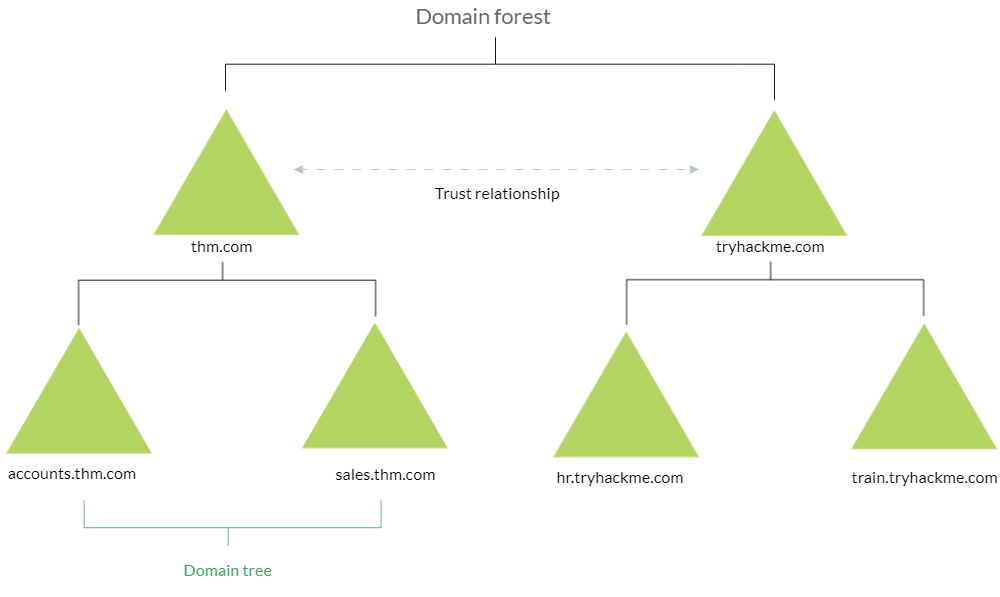 Domain forest
Trust relationship
thm.com
tryhackme.com
accounts.thm.com
sales.thm.com
hr.tryhackme.com
train.tryhackme.com
Domain tree